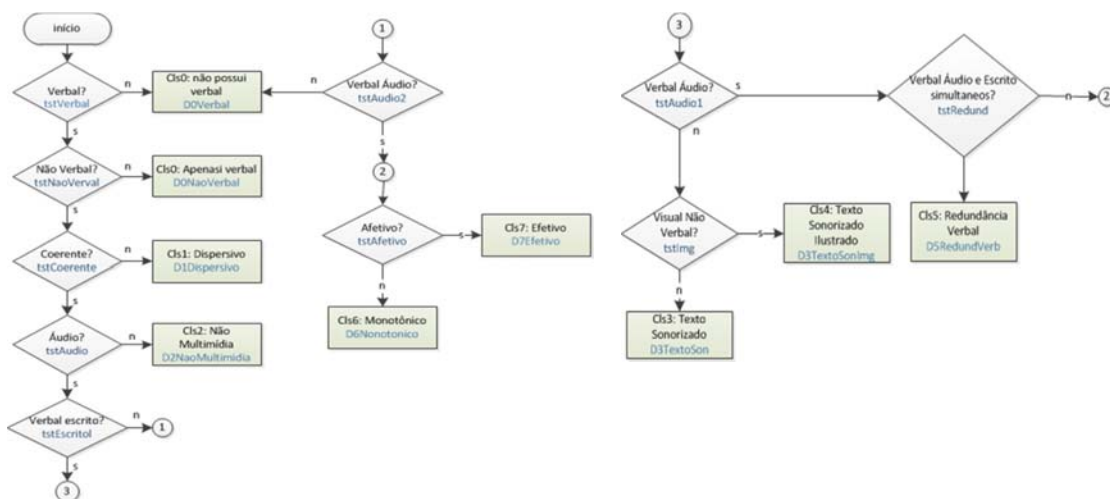 início
Verbal?
tstVerbal
n
Cls0: não possui
verbal
D0Verbal
s
Não Verbal?
tstNaoVerval
n
Cls0: Apenasi verbal
D0NaoVerbal
s
Coerente?
tstCoerente
n
Cls1: Dispersivo
D1Dispersivo
s
Áudio?
tstAudio
n
Cls2: Não
Multimídia
D2NaoMultimidia
s
Verbal escrito?
tstEscritoI
n
1
s
3
1
Verbal Áudio?
tstAudio2
n
s
2
Afetivo?
tstAfetivo
s
Cls7: Efetivo
D7Efetivo
n
Cls6: Monotônico
D6Nonotonico
3
Verbal Áudio?
tstAudio1
s
n
Verbal Áudio e Escrito
simultaneos?
tstRedund
n
2
s
Cls5: Redundância
Verbal
D5RedundVerb
Visual Não
Verbal?
tstImg
s
Cls4: Texto
Sonorizado
Ilustrado
D3TextoSonImg
n
Cls3: Texto
Sonorizado
D3TextoSon